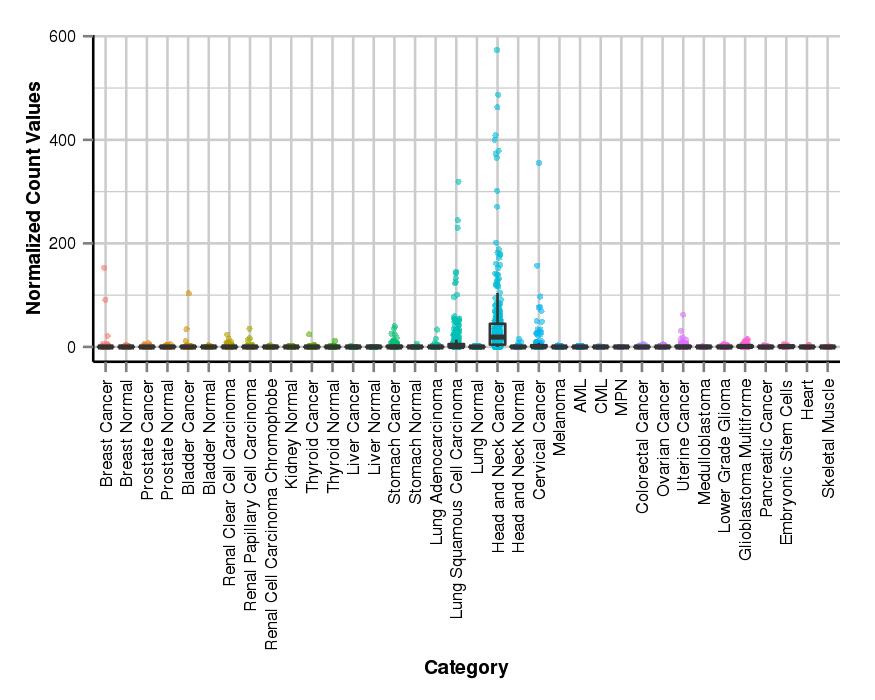 600
400
200
0
Normalized Count Values
Breast Cancer
Breast Normal
Prostate Cancer
Prostate Normal
Bladder Cancer
Bladder Normal
Renal Clear Cell Carcinoma
Renal Papillary Cell Carcinoma
Renal Cell Carcinoma Chromophobe
Kidney Normal
Thyroid Cancer
Thyroid Normal
Liver Cancer
Liver Normal
Stomach Cancer
Stomach Normal
Lung Adenocarcinoma
Lung Squamous Cell Carcinoma
Lung Normal
Head and Neck Cancer
Head and Neck Normal
Cervical Cancer
Melanoma
AML
CML
MPN
Colorectal Cancer
Ovarian Cancer
Uterine Cancer
Medulloblastoma
Lower Grade Glioma
Glioblastoma Multiforme
Pancreatic Cancer
Embryonic Stem Cells
Heart
Skeletal Muscle
Category